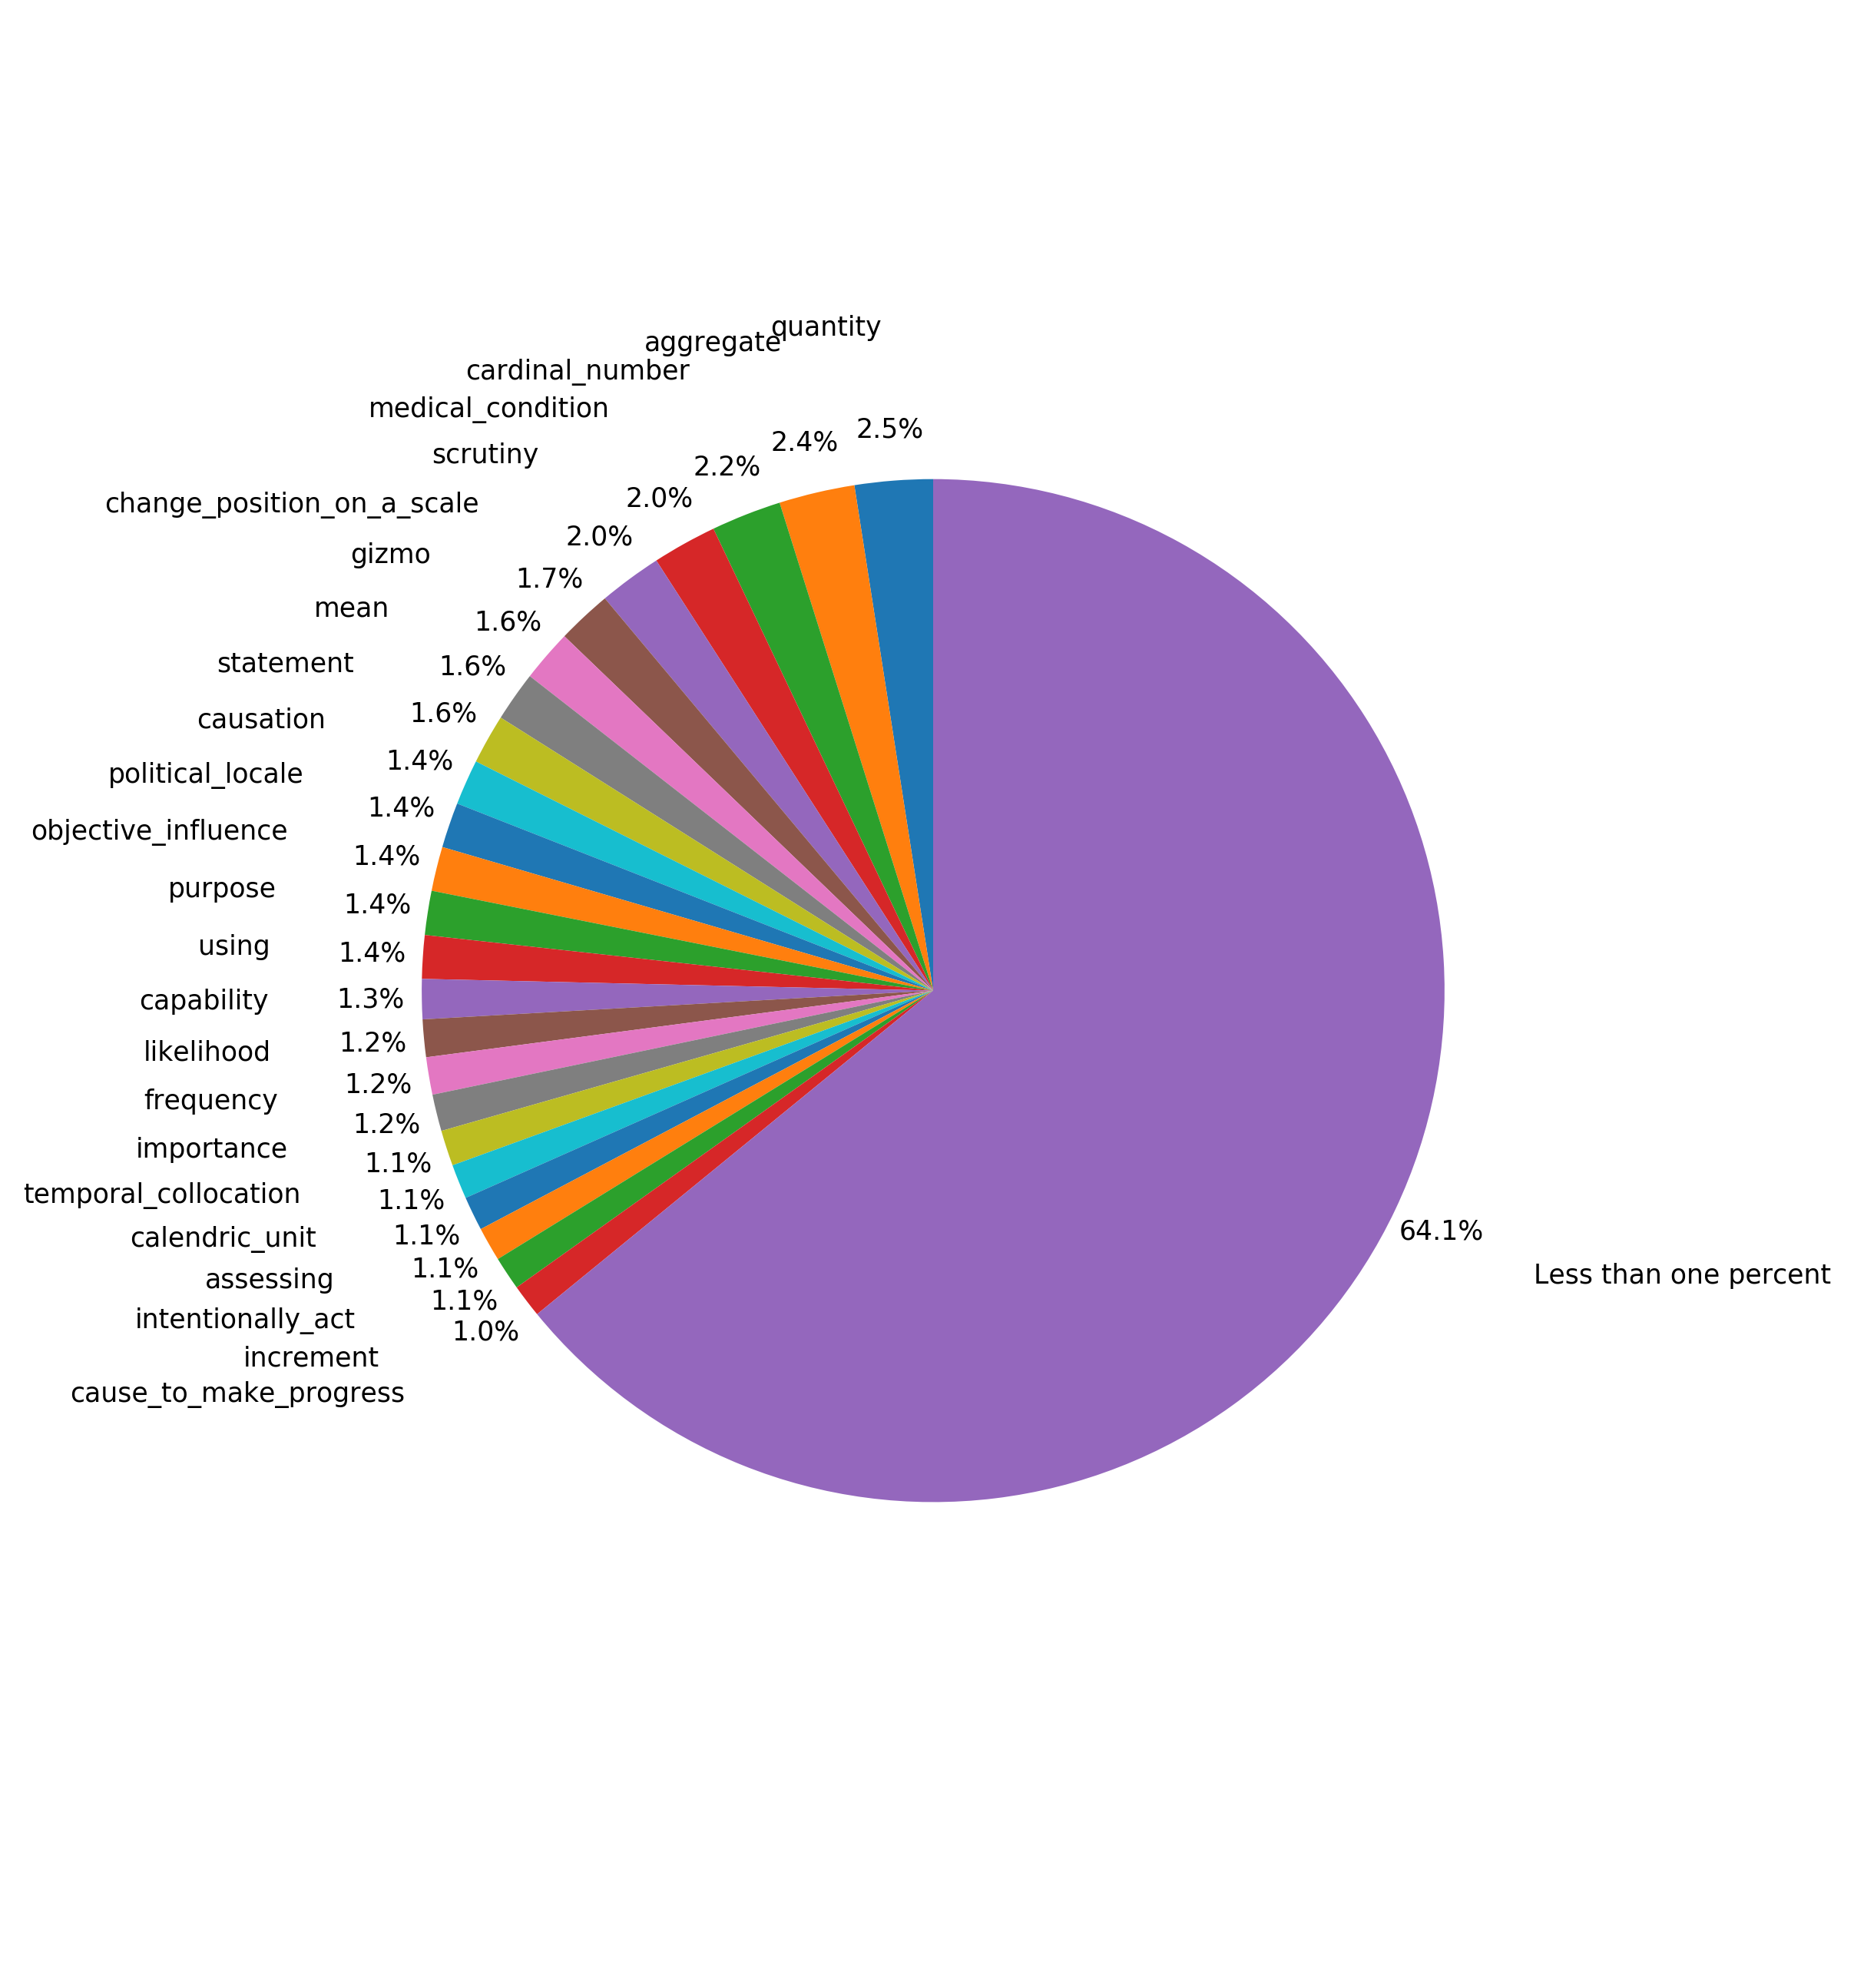 quantity
2.5%
aggregate
2.4%
cardinal_number
2.2%
medical_condition
2.0%
scrutiny
2.0%
change_position_on_a_scale
1.7%
gizmo
1.6%
mean
1.6%
statement
1.6%
causation
1.4%
political_locale
1.4%
objective_influence
1.4%
purpose
1.4%
using
1.4%
capability
1.3%
likelihood
1.2%
frequency
1.2%
importance
1.2%
temporal_collocation
1.1%
calendric_unit
1.1%
assessing
1.1%
intentionally_act
1.1%
increment
1.1%
cause_to_make_progress
1.0%
64.1%
Less than one percent